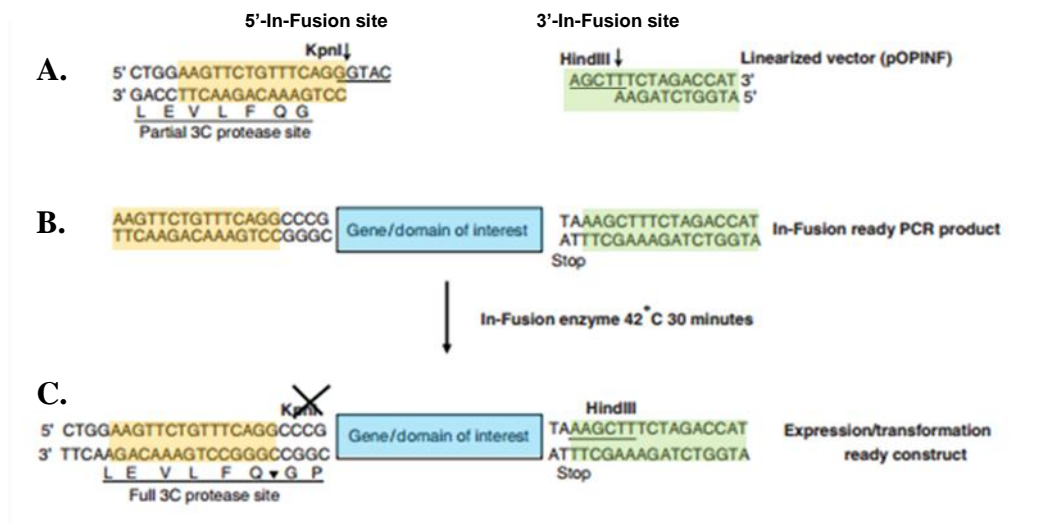 5'-In-Fusion site 3'-In-Fusion site
A.
KpnI↓ HindIII ↓ Linearized vector (pOPINF)
5' CTGGAAGTTCTGTTTCAGGGTAC AGCTTTCTAGACCAT 3'
3' GACCTTCAAGACAAAGTCC AAGATCTGGTA 5'
L E V L F Q G
Partial 3C protease site
B.
AAGTTCTGTTTCAGGCCCG Gene/domain of interest TAAAGCTTTCTAGACCAT In-Fusion ready PCR product
TTCAAGACAAAGTCCGGGC ATTTCGAAAGATCTGGTA
Stop
In-Fusion enzyme 42°C 30 minutes
C.
KpnI HindIII
5' CTGGAAGTTCTGTTTCAGGCCCG Gene/domain of interest TAAAGCTTTCTAGACCAT Expression/transformation
3' TTCAAGACAAAGTCCGGGCCCGGC ATTTCGAAAGATCTGGTA ready construct
L E V L F Q▾G P Stop
Full 3C protease site